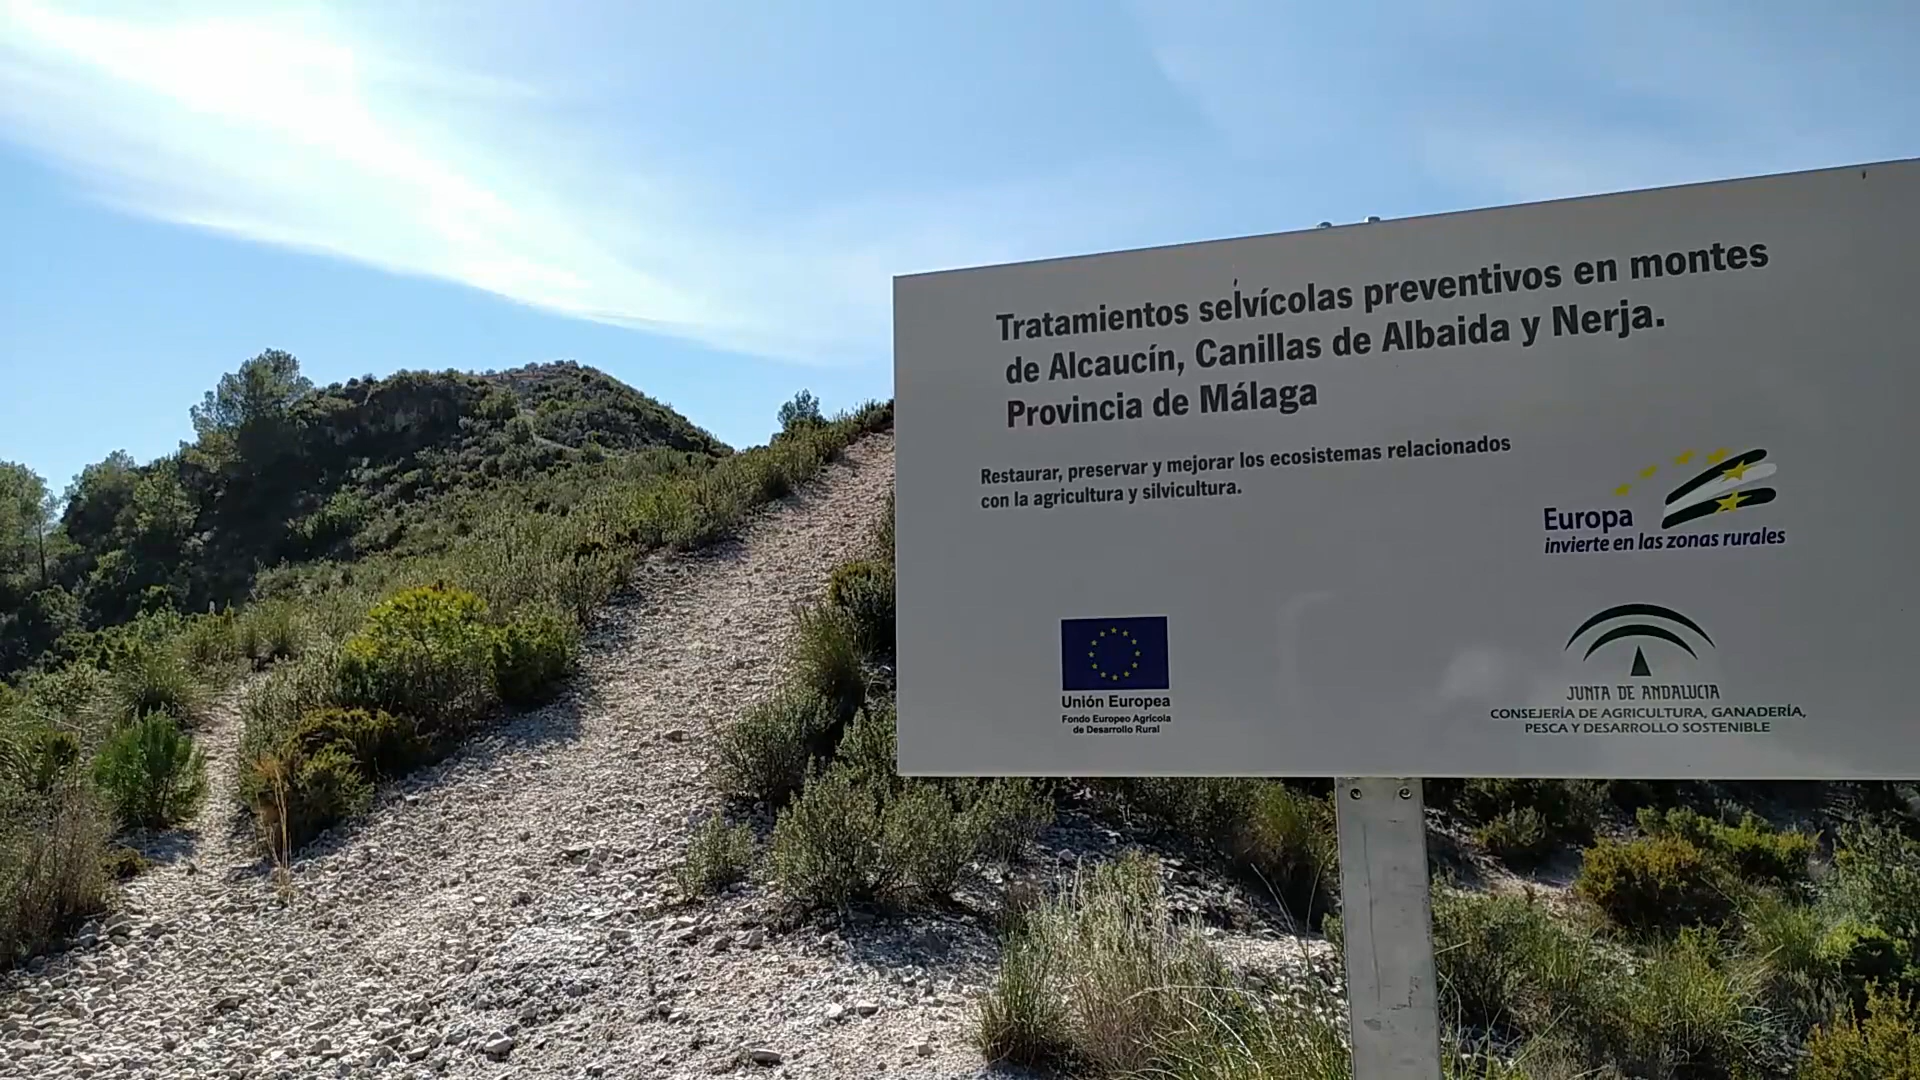 Tratamientos selvícolas preventivos en montes
de Alcaucín, Canillas de Albaida y Nerja.
Provincia de Málaga
Restaurar, preservar y mejorar los ecosistemas relacionados
con la agricultura y silvicultura.
Europa
invierte en las zonas rurales
Unión Europea
Fondo Europeo Agrícola
de Desarrollo Rural
JUNTA DE ANDALUCIA
CONSEJERÍA DE AGRICULTURA, GANADERÍA,
PESCA Y DESARROLLO SOSTENIBLE